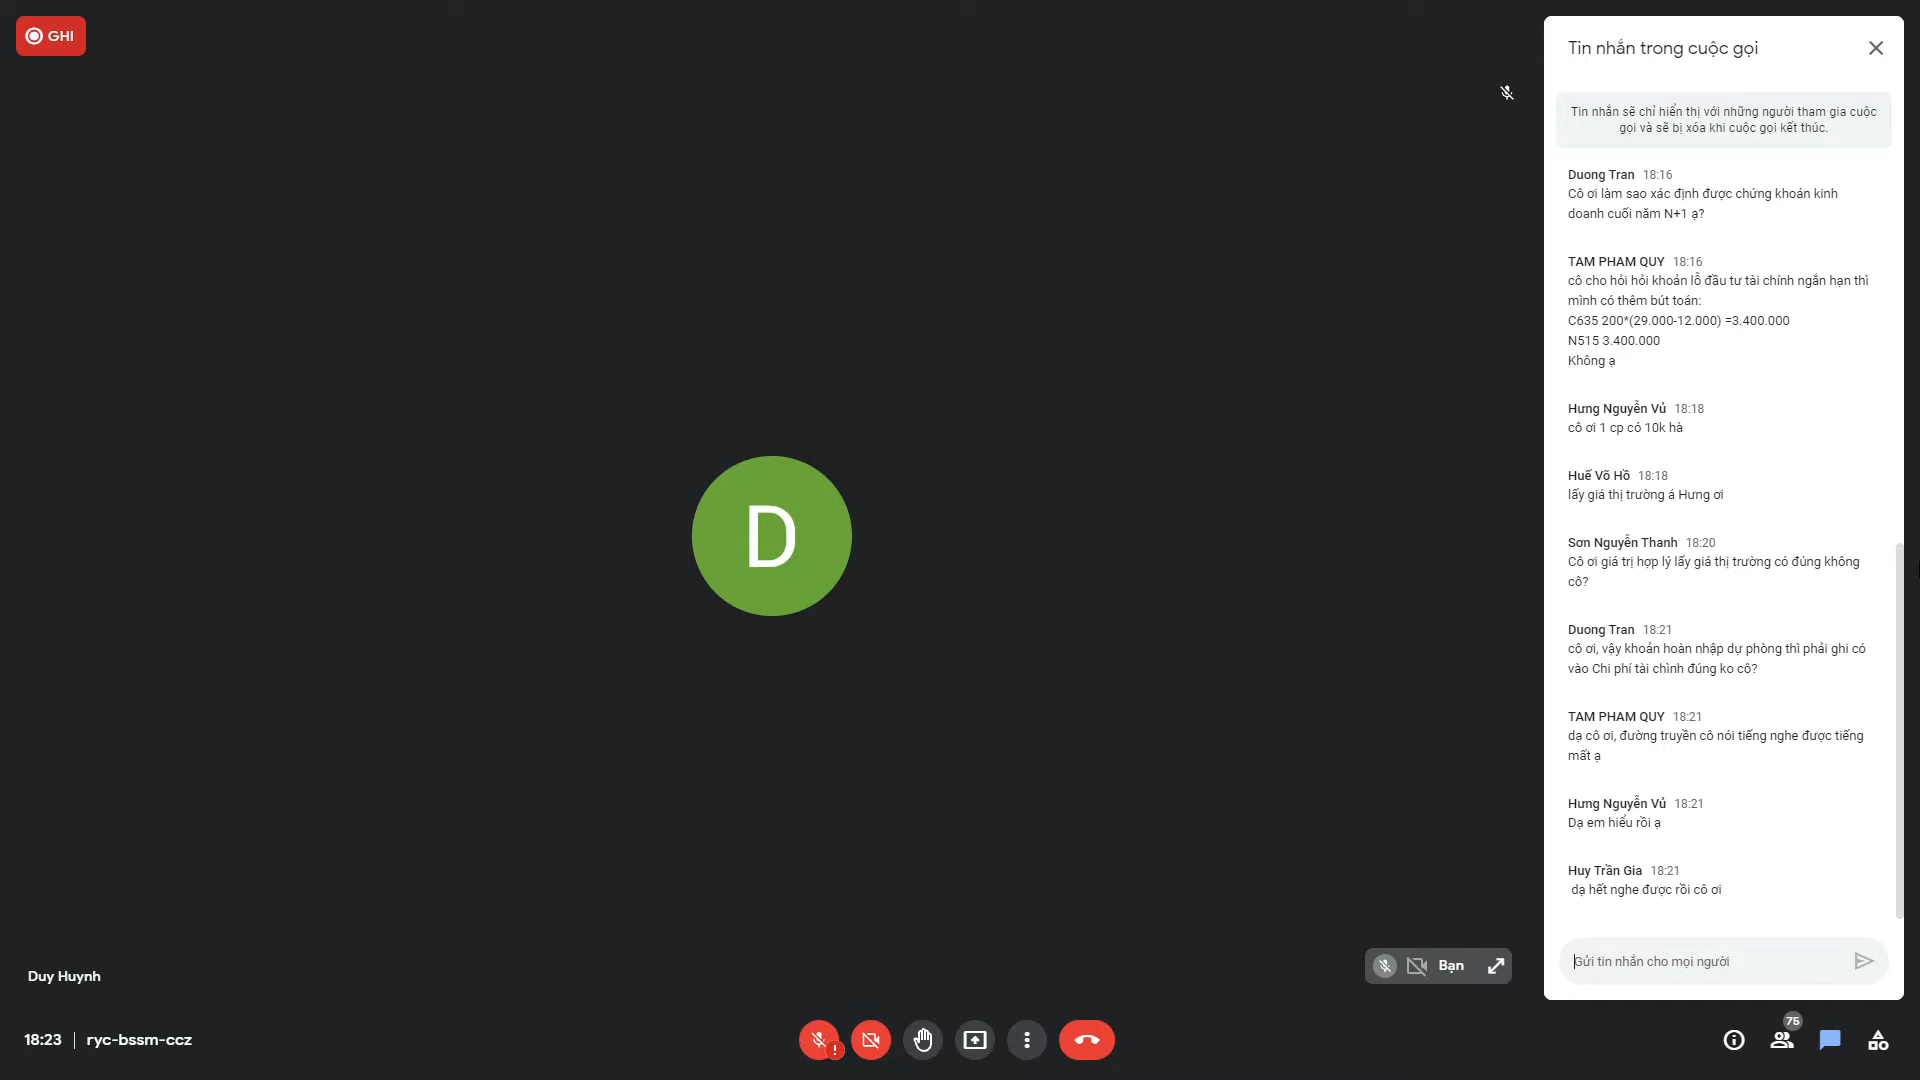 GHI
Tin nhắn trong cuộc gọi
Tin nhắn sẽ chỉ hiển thị với những người tham gia cuộc
gọi và sẽ bị xóa khi cuộc gọi kết thúc.
Duong Tran 18:16
Cô ơi làm sao xác định được chứng khoán kinh
doanh cuối năm N+1 ạ?
TAM PHAM QUY 18:16
cô cho hỏi hỏi khoản lỗ đầu tư tài chính ngắn hạn thì
mình có thêm bút toán:
C635 200*(29.000-12.000) =3.400.000
N515 3.400.000
Không ạ
Hưng Nguyễn Vủ 18:18
cô ơi 1 cp có 10k hà
Huế Võ Hồ 18:18
lấy giá thị trường á Hưng ơi
Sơn Nguyễn Thanh 18:20
Cô ơi giá trị hợp lý lấy giá thị trường có đúng không
cô?
Duong Tran 18:21
cô ơi, vậy khoản hoàn nhập dự phòng thì phải ghi có
vào Chi phí tài chình đúng ko cô?
TAM PHAM QUY 18:21
dạ cô ơi, đường truyền cô nói tiếng nghe được tiếng
mất ạ
Hưng Nguyễn Vủ 18:21
Dạ em hiểu rồi ạ
Huy Trần Gia 18:21
dạ hết nghe được rồi cô ơi
Gửi tin nhắn cho mọi người
D
Duy Huynh
Bạn
18:23 | ryc-bssm-ccz
75